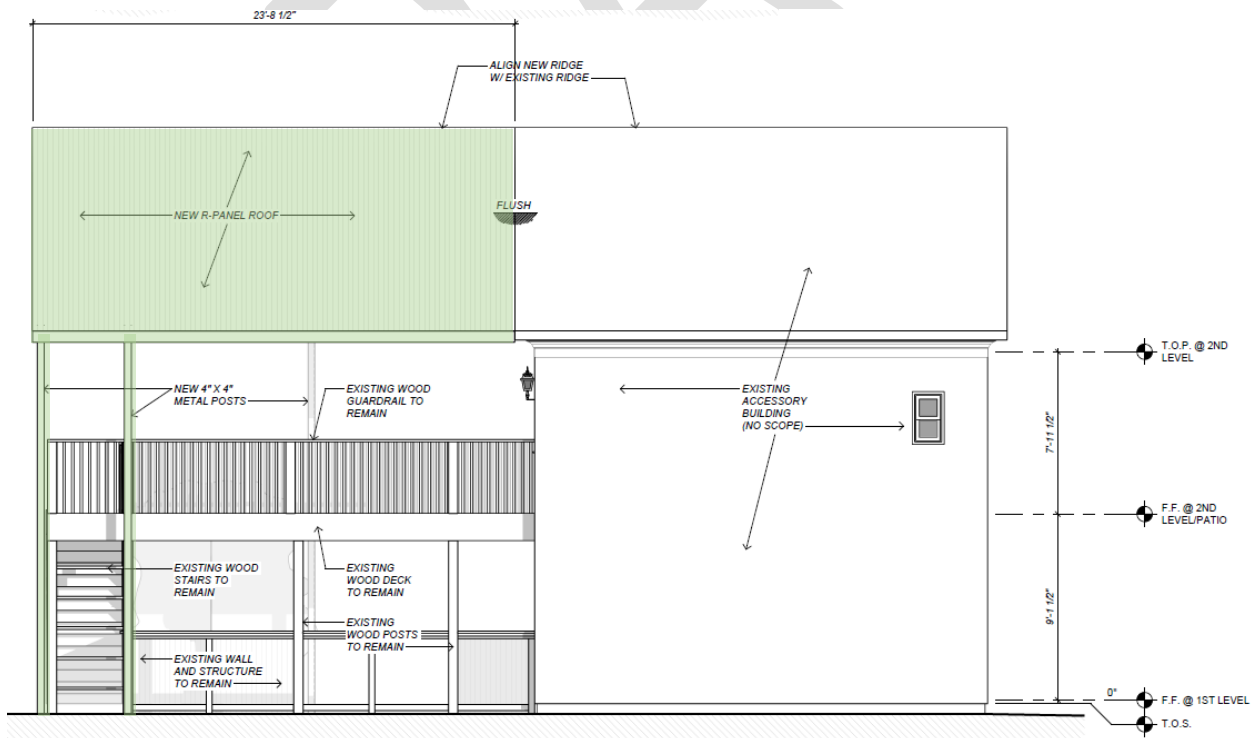 23'-8 1/2"
ALIGN NEW RIDGE
W/ EXISTING RIDGE
NEW R-PANEL ROOF
FLUSH
T.O.P. @ 2ND
LEVEL
NEW 4" X 4"
METAL POSTS
EXISTING WOOD
GUARDRAIL TO
REMAIN
EXISTING
ACCESSORY
BUILDING
(NO SCOPE)
7'-11 1/2"
F.F. @ 2ND
LEVEL/PATIO
EXISTING WOOD
STAIRS TO
REMAIN
EXISTING
WOOD DECK
TO REMAIN
9'-1 1/2"
EXISTING
WOOD POSTS
TO REMAIN
EXISTING WALL
AND STRUCTURE
TO REMAIN
0"
F.F. @ 1ST LEVEL
T.O.S.